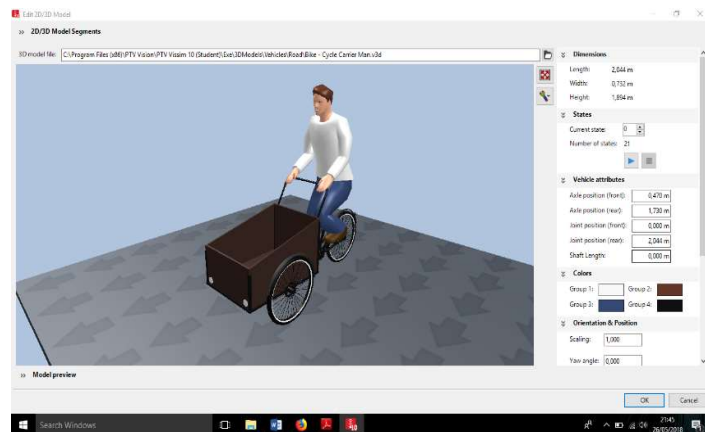 Edit 2D/3D Model
2D/3D Model Segments
3D model file: C:\Program Files (x86)\PTV Vision\PTV Vissim 10 (Student)\Exe\3DModels\Vehicles\Road\Bike - Cycle Carrier Man.v3d
Dimensions
Length: 2,044 m
Width: 0,732 m
Height: 1,894 m
States
Current state: 0
Number of states: 21
Vehicle attributes
Axle position (front): 0,470 m
Axle position (rear): 1,730 m
Joint position (front): 0,000 m
Joint position (rear): 2,044 m
Shaft Length: 0,000 m
Colors
Group 1: Group 2:
Group 3: Group 4:
Orientation & Position
Scaling: 1,000
Yaw angle: 0,000
Model preview
OK Cancel
Search Windows
21:45
26/05/2018